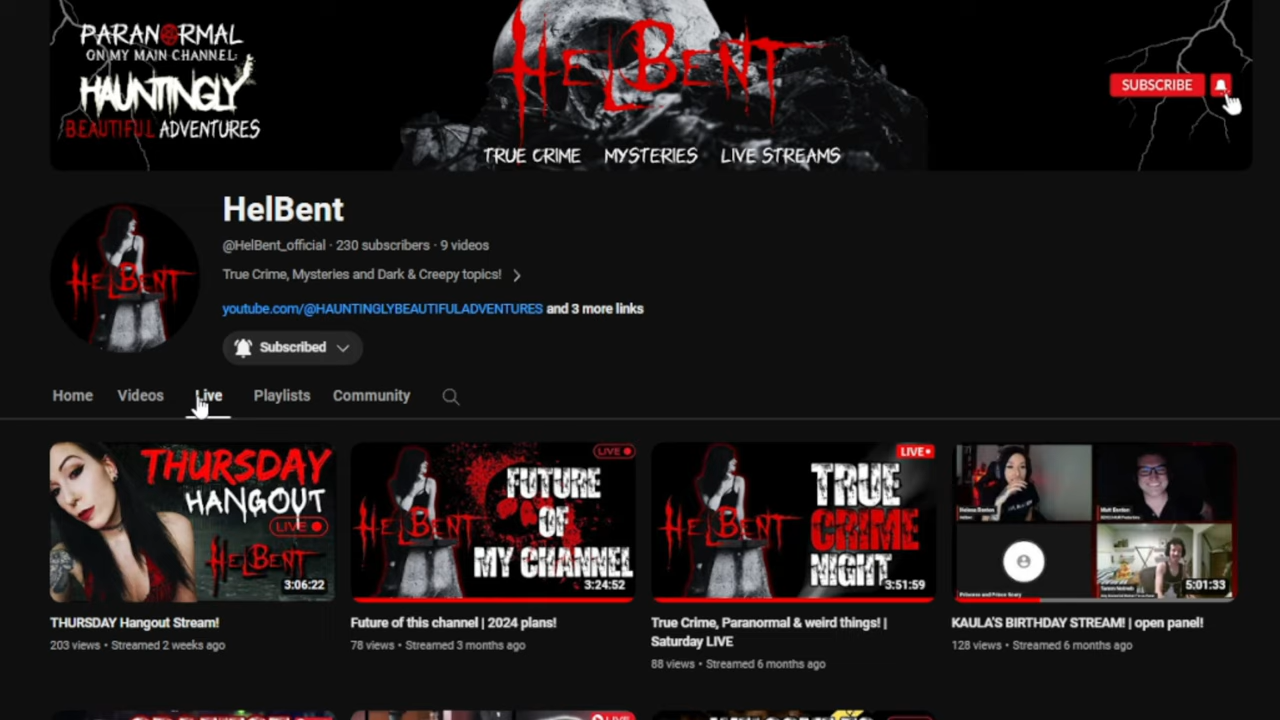 PARANORMAL
ON MY MAIN CHANNEL:
HAUNTINGLY
BEAUTIFUL ADVENTURES
HELBENT
TRUE CRIME MYSTERIES LIVE STREAMS
SUBSCRIBE
HELBENT
HelBent
@HelBent_official · 230 subscribers · 9 videos
True Crime, Mysteries and Dark & Creepy topics!
youtube.com/@HAUNTINGLYBEAUTIFULADVENTURES and 3 more links
Subscribed
Home Videos Live Playlists Community
THURSDAY
HANGOUT
LIVE
HELBENT
3:06:22
THURSDAY Hangout Stream!
203 views • Streamed 2 weeks ago
LIVE
HELBENT
FUTURE
OF
MY CHANNEL
3:24:52
Future of this channel | 2024 plans!
78 views • Streamed 3 months ago
LIVE
HELBENT
TRUE
CRIME
NIGHT
3:51:59
True Crime, Paranormal & weird things! |
Saturday LIVE
88 views • Streamed 6 months ago
5:01:33
KAULA'S BIRTHDAY STREAM! | open panel!
128 views • Streamed 6 months ago
LIVE